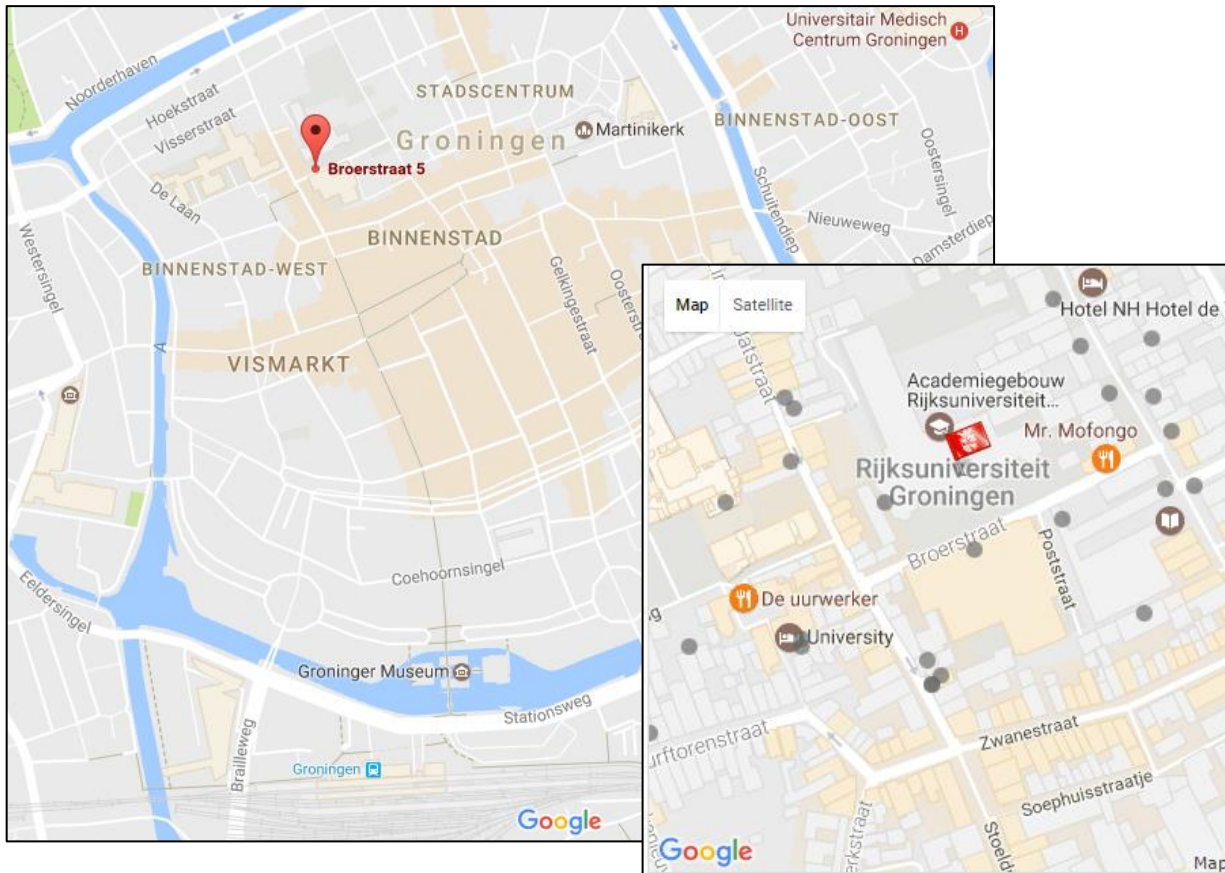 Universitair Medisch
Centrum Groningen
H
Noorderhaven
Hoekstraat
Visserstraat
STADSCENTRUM
Groningen
Martinikerk
BINNENSTAD-OOST
Oostersingel
Broerstraat 5
De Laan
Schuitendiep
Nieuweweg
Damsterdiep
Westersingel
BINNENSTAD
BINNENSTAD-WEST
Gelkingestraat
VISMARKT
A
Coehoornsingel
Eeldersingel
Groninger Museum
Stationsweg
Brailleweg
Groningen
Google
Map
Satellite
Hotel NH Hotel de
Academiegebouw
Rijksuniversiteit...
Mr. Mofongo
Rijksuniversiteit
Groningen
Broerstraat
Poststraat
De uurwerker
University
Zwanestraat
Soephuisstraatje
Google
Map